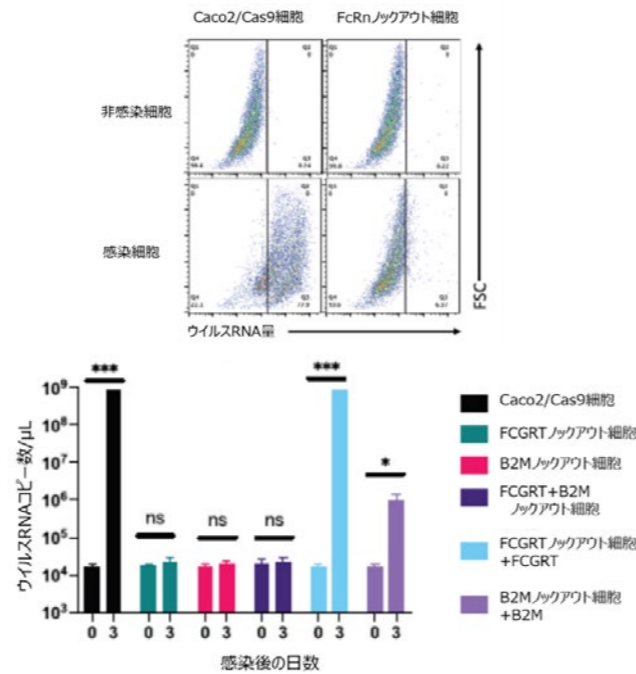 Caco2/Cas9細胞
FcRnノックアウト細胞
非感染細胞
感染細胞
FSC
ウイルスRNA量
ウイルスRNAコピー数/μL
10⁹
10⁸
10⁷
10⁶
10⁵
10⁴
10³
***
ns
ns
ns
***
*
0 3 0 3 0 3 0 3 0 3 0 3
感染後の日数
Caco2/Cas9細胞
FCGRTノックアウト細胞
B2Mノックアウト細胞
FCGRT+B2M
ノックアウト細胞
FCGRTノックアウト細胞
+FCGRT
B2Mノックアウト細胞
+B2M